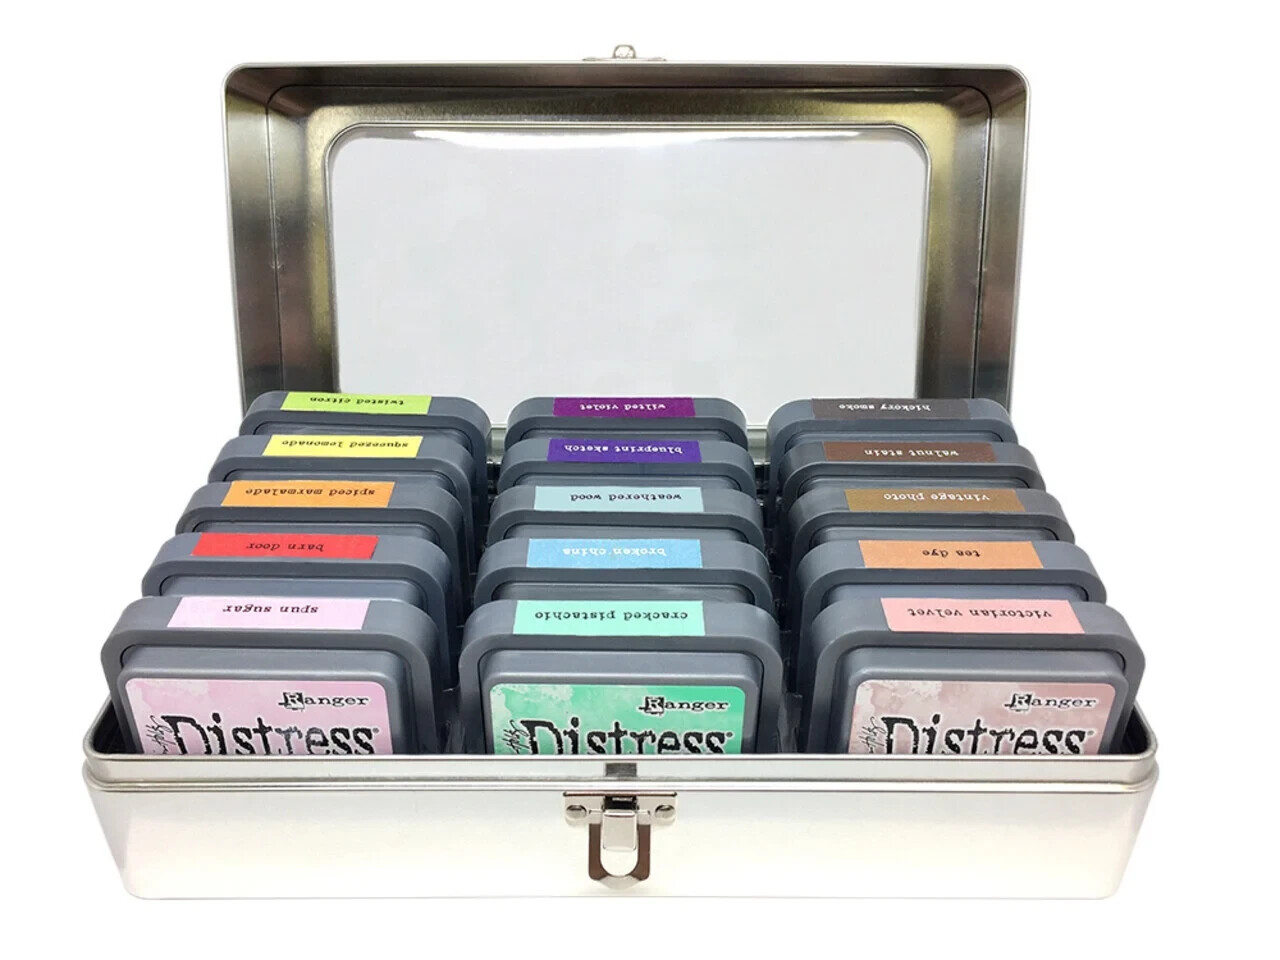 twisted citron
wilted violet
hickory smoke
squeezed lemonade
blueprint sketch
walnut stain
spiced marmalade
weathered wood
vintage photo
barn door
broken china
tea dye
spun sugar
cracked pistachio
victorian velvet
Ranger
Distress®
Ranger
Distress®
Ranger
Distress®